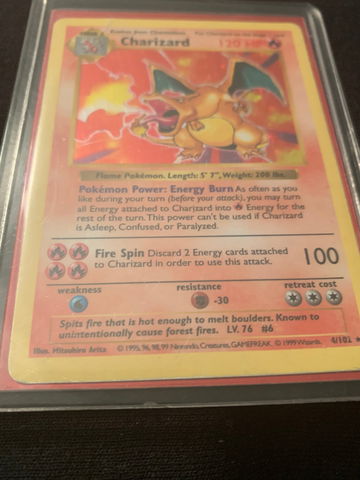 Evolves from Charmeleon Put Charizard on the Stage 1 card
Charizard 120 HP
Flame Pokémon. Length: 5' 7", Weight: 200 lbs.
Pokémon Power: Energy Burn As often as you
like during your turn (before your attack), you may turn
all Energy attached to Charizard into Energy for the
rest of the turn. This power can't be used if Charizard
is Asleep, Confused, or Paralyzed.
Fire Spin Discard 2 Energy cards
attached to Charizard in order to use this attack.
100
weakness resistance retreat cost
-30
Spits fire that is hot enough to melt boulders. Known to
unintentionally cause forest fires. LV. 76 #6
Illus. Mitsuhiro Arita © 1995, 96, 98, 99 Nintendo, Creatures, GAMEFREAK. © 1999 Wizards. 4/102 ★